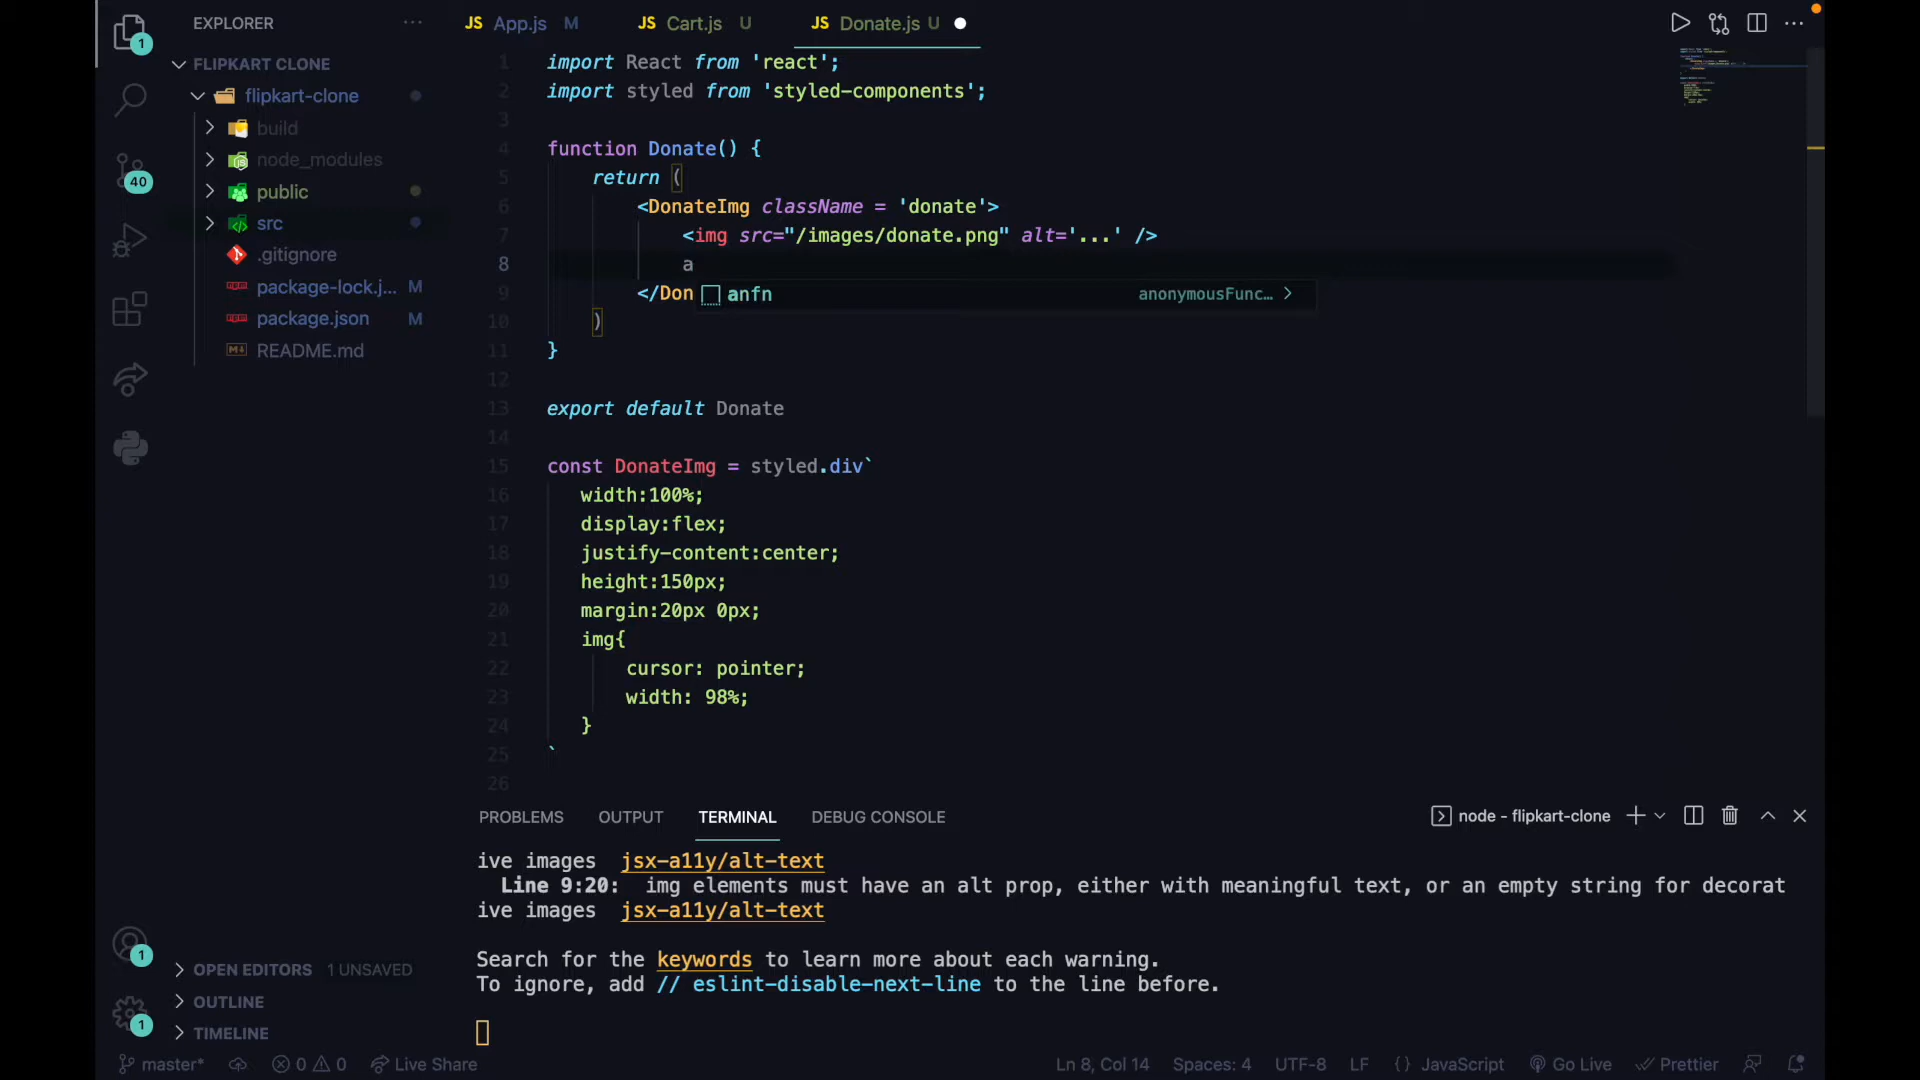 EXPLORER
FLIPKART CLONE
flipkart-clone
build
node_modules
public
src
.gitignore
package-lock.j... M
package.json M
README.md
OPEN EDITORS 1 UNSAVED
OUTLINE
TIMELINE
1
40
1
1
JS App.js M
JS Cart.js U
JS Donate.js U
1 import React from 'react';
2 import styled from 'styled-components';
3
4 function Donate() {
5 return (
6 <DonateImg className = 'donate'>
7 <img src="/images/donate.png" alt='...' />
8 a
9 </Don
anfn anonymousFunc...
10 )
11 }
12
13 export default Donate
14
15 const DonateImg = styled.div`
16 width:100%;
17 display:flex;
18 justify-content:center;
19 height:150px;
20 margin:20px 0px;
21 img{
22 cursor: pointer;
23 width: 98%;
24 }
25 `
26
PROBLEMS OUTPUT TERMINAL DEBUG CONSOLE
node - flipkart-clone
ive images jsx-a11y/alt-text
Line 9:20: img elements must have an alt prop, either with meaningful text, or an empty string for decorat
ive images jsx-a11y/alt-text
Search for the keywords to learn more about each warning.
To ignore, add // eslint-disable-next-line to the line before.
master* 0 0 Live Share
Ln 8, Col 14 Spaces: 4 UTF-8 LF {} JavaScript Go Live Prettier